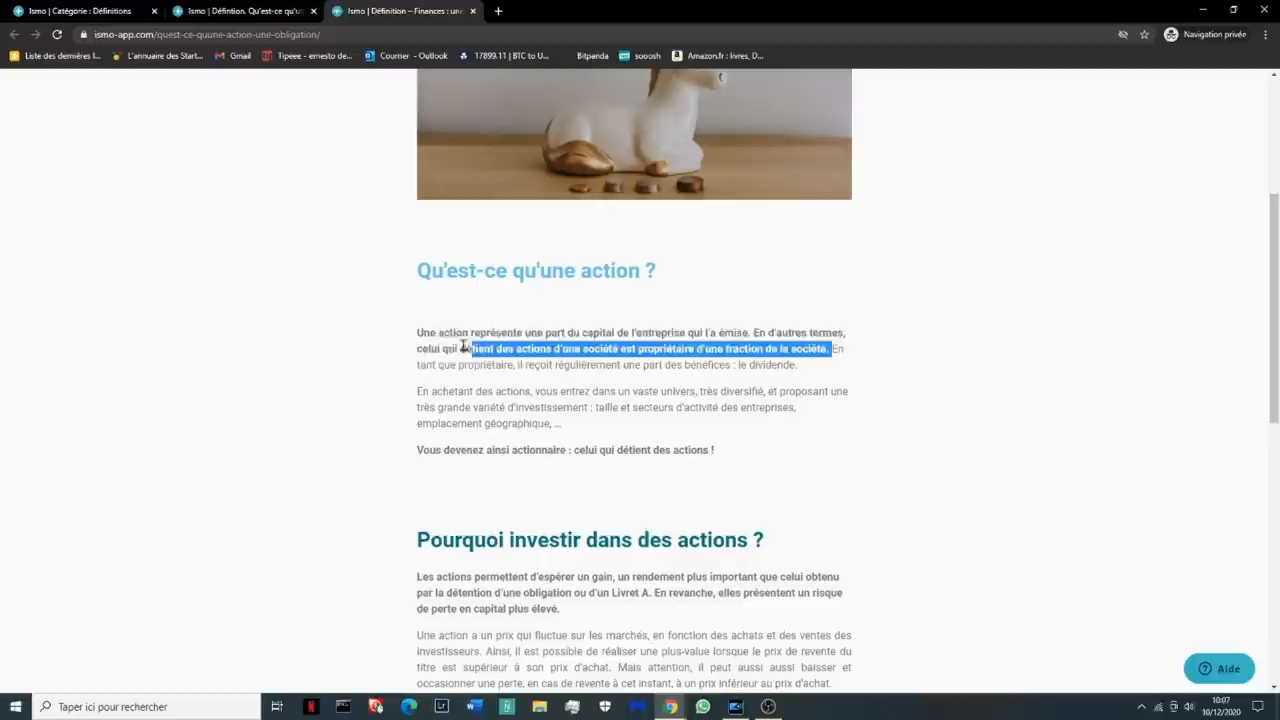 Ismo | Catégorie : Définitions
Ismo | Défintion. Qu'est-ce qu'u
Ismo | Définition – Finances : une
ismo-app.com/quest-ce-quune-action-une-obligation/
Navigation privée
Liste des dernières l...
L'annuaire des Start...
Gmail
Tipeee - ernesto de...
Courrier - Outlook
17899.11 | BTC to U...
Bitpanda
sooosh
Amazon.fr : livres, D...
Qu'est-ce qu'une action ?
Une action représente une part du capital de l'entreprise qui l'a émise. En d'autres termes,
celui qui détient des actions d'une société est propriétaire d'une fraction de la société. En
tant que propriétaire, il reçoit régulièrement une part des bénéfices : le dividende.
En achetant des actions, vous entrez dans un vaste univers, très diversifié, et proposant une
très grande variété d'investissement : taille et secteurs d'activité des entreprises,
emplacement géographique, ...
Vous devenez ainsi actionnaire : celui qui détient des actions !
Pourquoi investir dans des actions ?
Les actions permettent d'espérer un gain, un rendement plus important que celui obtenu
par la détention d'une obligation ou d'un Livret A. En revanche, elles présentent un risque
de perte en capital plus élevé.
Une action a un prix qui fluctue sur les marchés, en fonction des achats et des ventes des
investisseurs. Ainsi, il est possible de réaliser une plus-value lorsque le prix de revente du
titre est supérieur à son prix d'achat. Mais attention, il peut aussi aussi baisser et
occasionner une perte, en cas de revente à cet instant, à un prix inférieur au prix d'achat.
Aide
Taper ici pour rechercher
10:07
10/12/2020